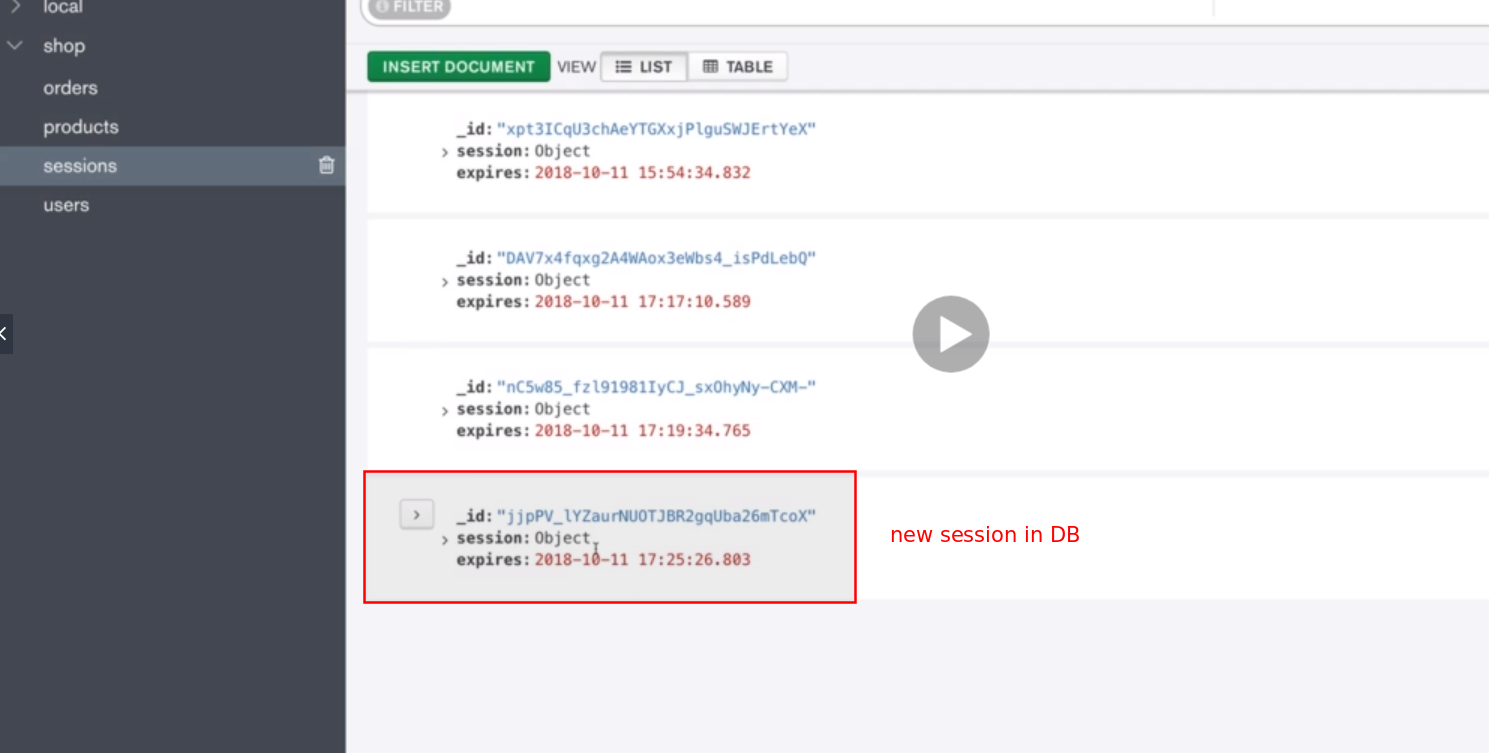 local
shop
orders
products
sessions
users
FILTER
INSERT DOCUMENT VIEW LIST TABLE
_id: "xpt3ICqU3chAeYTGXxjPlguSWJErtYeX"
session: Object
expires: 2018-10-11 15:54:34.832
_id: "DAV7x4fqxg2A4WAox3eWbs4_isPdLebQ"
session: Object
expires: 2018-10-11 17:17:10.589
_id: "nC5w85_fzl91981IyCJ_sxOhyNy-CXM-"
session: Object
expires: 2018-10-11 17:19:34.765
_id: "jjpPV_lYZaurNUOTJBR2gqUba26mTcoX"
session: Object
expires: 2018-10-11 17:25:26.803
new session in DB